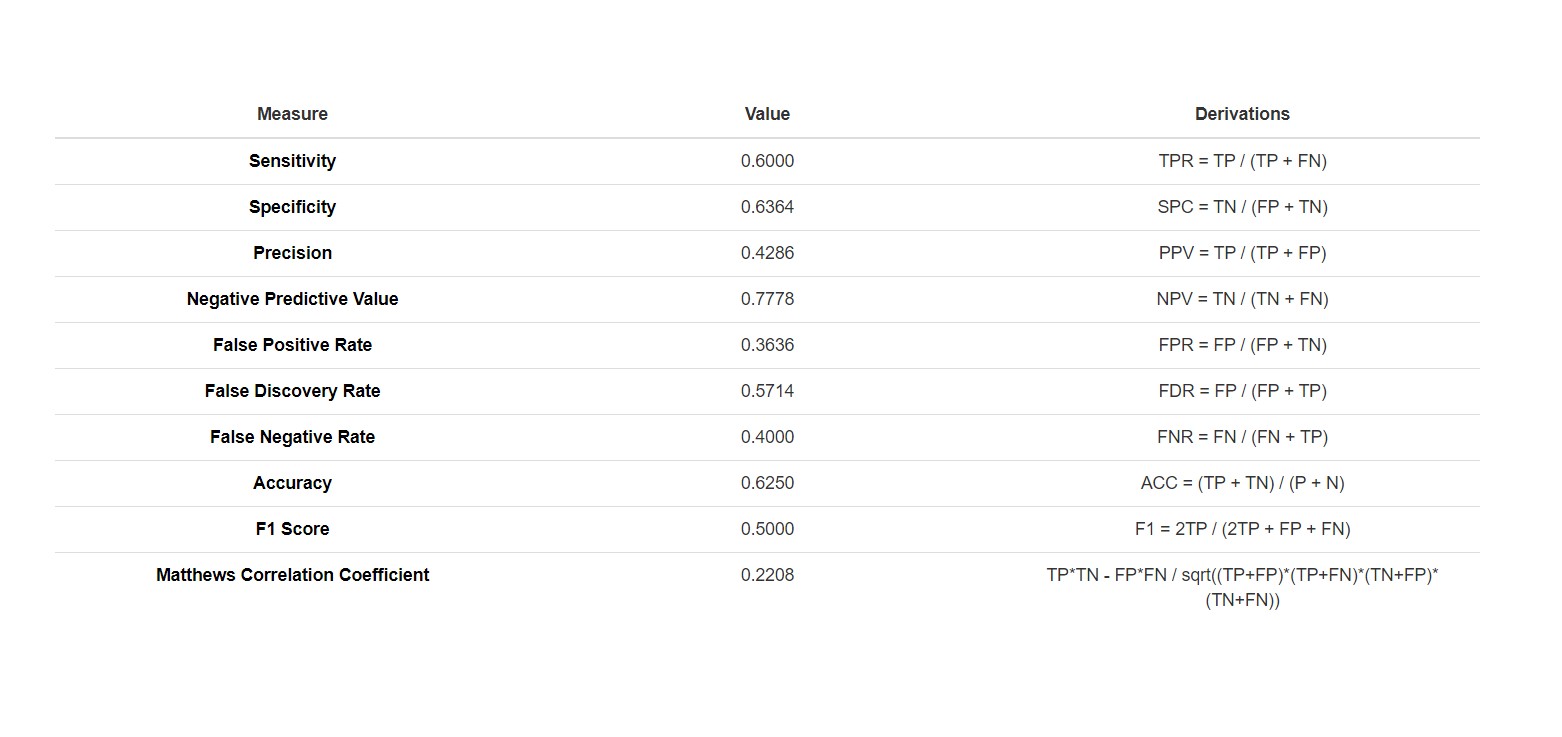 Measure Value Derivations
Sensitivity 0.6000 TPR = TP / (TP + FN)
Specificity 0.6364 SPC = TN / (FP + TN)
Precision 0.4286 PPV = TP / (TP + FP)
Negative Predictive Value 0.7778 NPV = TN / (TN + FN)
False Positive Rate 0.3636 FPR = FP / (FP + TN)
False Discovery Rate 0.5714 FDR = FP / (FP + TP)
False Negative Rate 0.4000 FNR = FN / (FN + TP)
Accuracy 0.6250 ACC = (TP + TN) / (P + N)
F1 Score 0.5000 F1 = 2TP / (2TP + FP + FN)
Matthews Correlation Coefficient 0.2208 TP*TN - FP*FN / sqrt((TP+FP)*(TP+FN)*(TN+FP)*
(TN+FN))